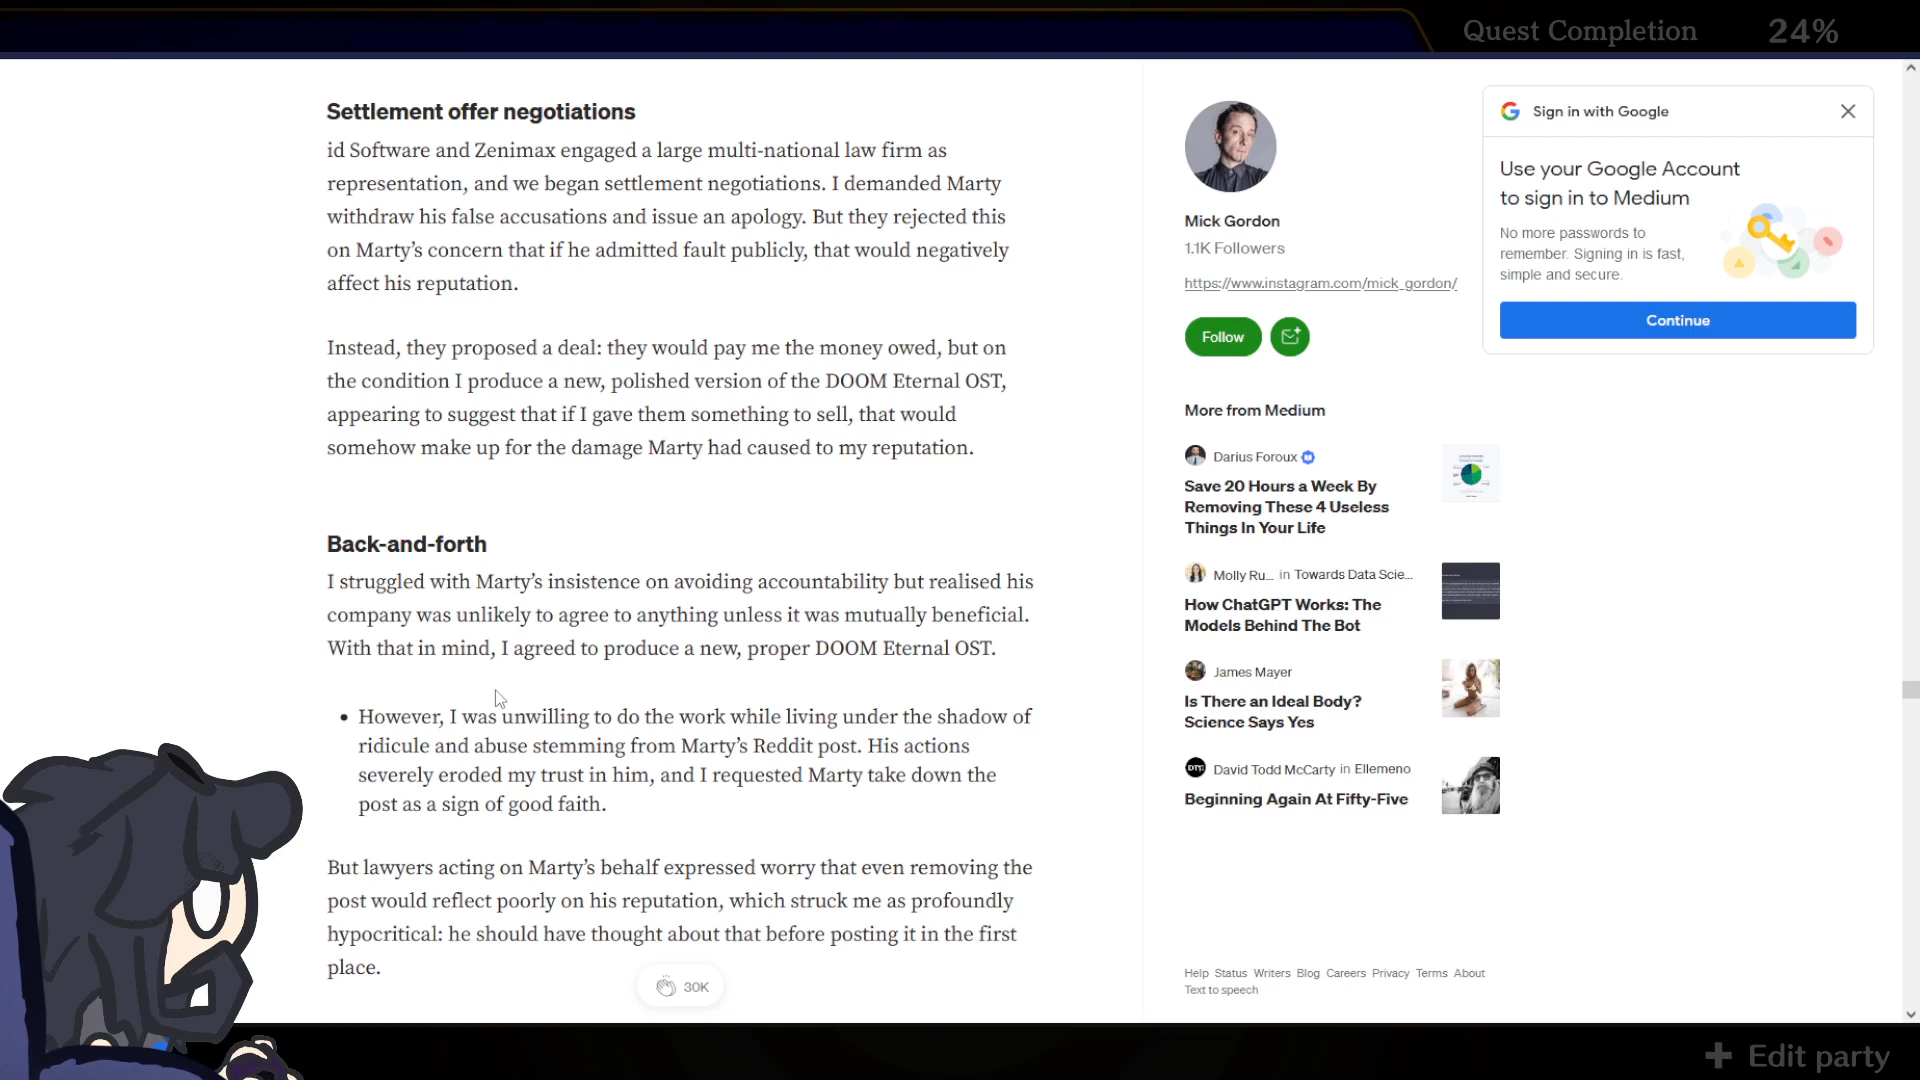 Quest Completion 24%
Settlement offer negotiations
id Software and Zenimax engaged a large multi-national law firm as
representation, and we began settlement negotiations. I demanded Marty
withdraw his false accusations and issue an apology. But they rejected this
on Marty's concern that if he admitted fault publicly, that would negatively
affect his reputation.
Instead, they proposed a deal: they would pay me the money owed, but on
the condition I produce a new, polished version of the DOOM Eternal OST,
appearing to suggest that if I gave them something to sell, that would
somehow make up for the damage Marty had caused to my reputation.
Back-and-forth
I struggled with Marty's insistence on avoiding accountability but realised his
company was unlikely to agree to anything unless it was mutually beneficial.
With that in mind, I agreed to produce a new, proper DOOM Eternal OST.
• However, I was unwilling to do the work while living under the shadow of
ridicule and abuse stemming from Marty's Reddit post. His actions
severely eroded my trust in him, and I requested Marty take down the
post as a sign of good faith.
But lawyers acting on Marty's behalf expressed worry that even removing the
post would reflect poorly on his reputation, which struck me as profoundly
hypocritical: he should have thought about that before posting it in the first
place.
30K
Mick Gordon
1.1K Followers
https://www.instagram.com/mick_gordon/
Follow
More from Medium
Darius Foroux
Save 20 Hours a Week By
Removing These 4 Useless
Things In Your Life
Molly Ru... in Towards Data Scie...
How ChatGPT Works: The
Models Behind The Bot
James Mayer
Is There an Ideal Body?
Science Says Yes
DTM
David Todd McCarty in Ellemeno
Beginning Again At Fifty-Five
Help Status Writers Blog Careers Privacy Terms About
Text to speech
Sign in with Google
Use your Google Account
to sign in to Medium
No more passwords to
remember. Signing in is fast,
simple and secure.
Continue
Edit party